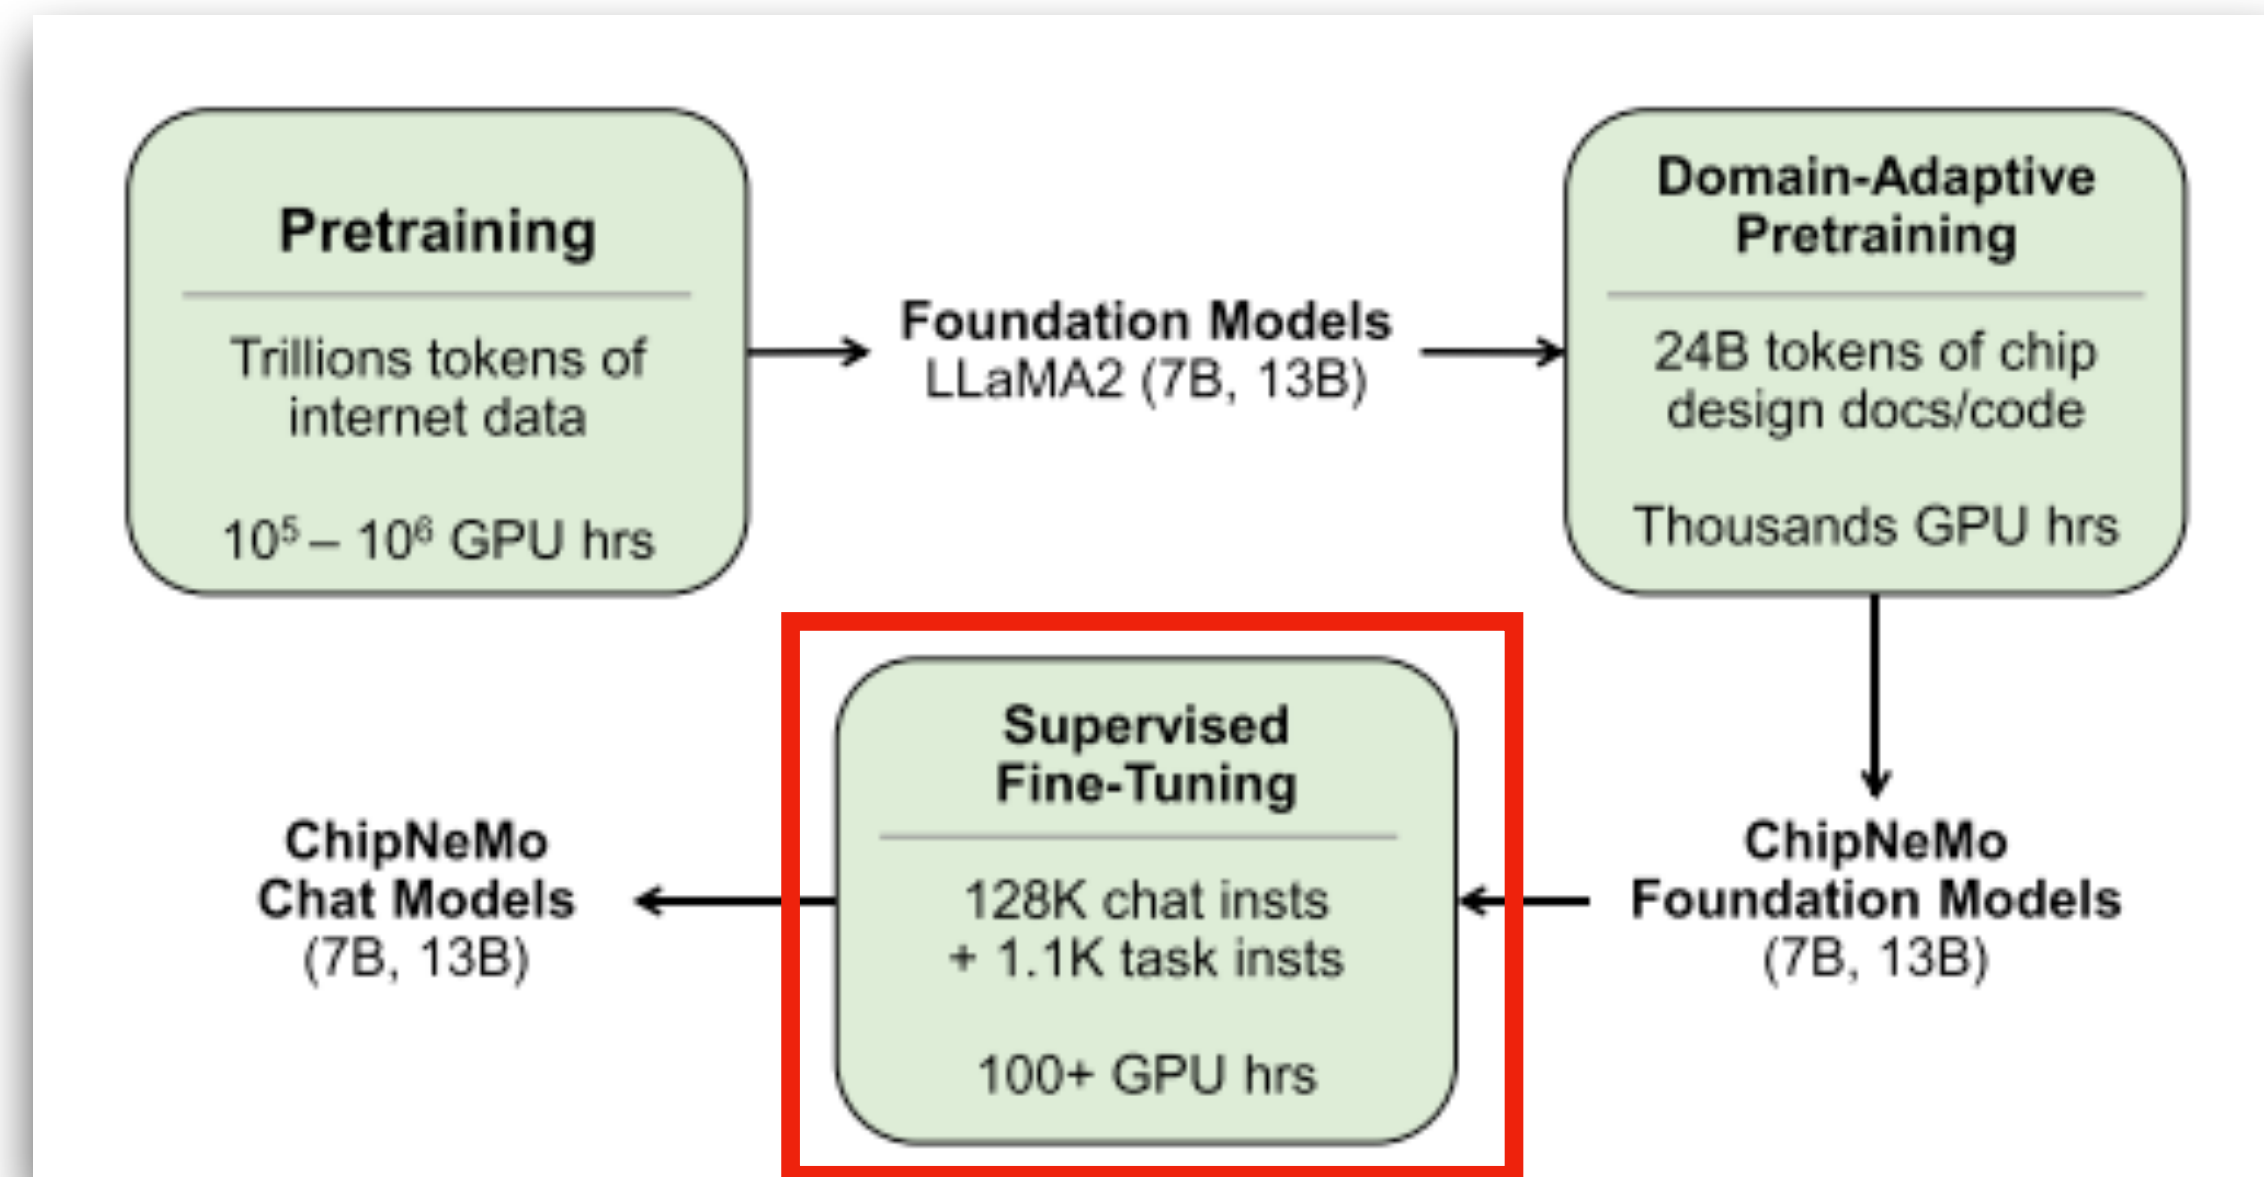 Pretraining
Trillions tokens of
internet data
10⁵ – 10⁶ GPU hrs
Foundation Models
LLaMA2 (7B, 13B)
Domain-Adaptive
Pretraining
24B tokens of chip
design docs/code
Thousands GPU hrs
ChipNeMo
Foundation Models
(7B, 13B)
Supervised
Fine-Tuning
128K chat insts
+ 1.1K task insts
100+ GPU hrs
ChipNeMo
Chat Models
(7B, 13B)